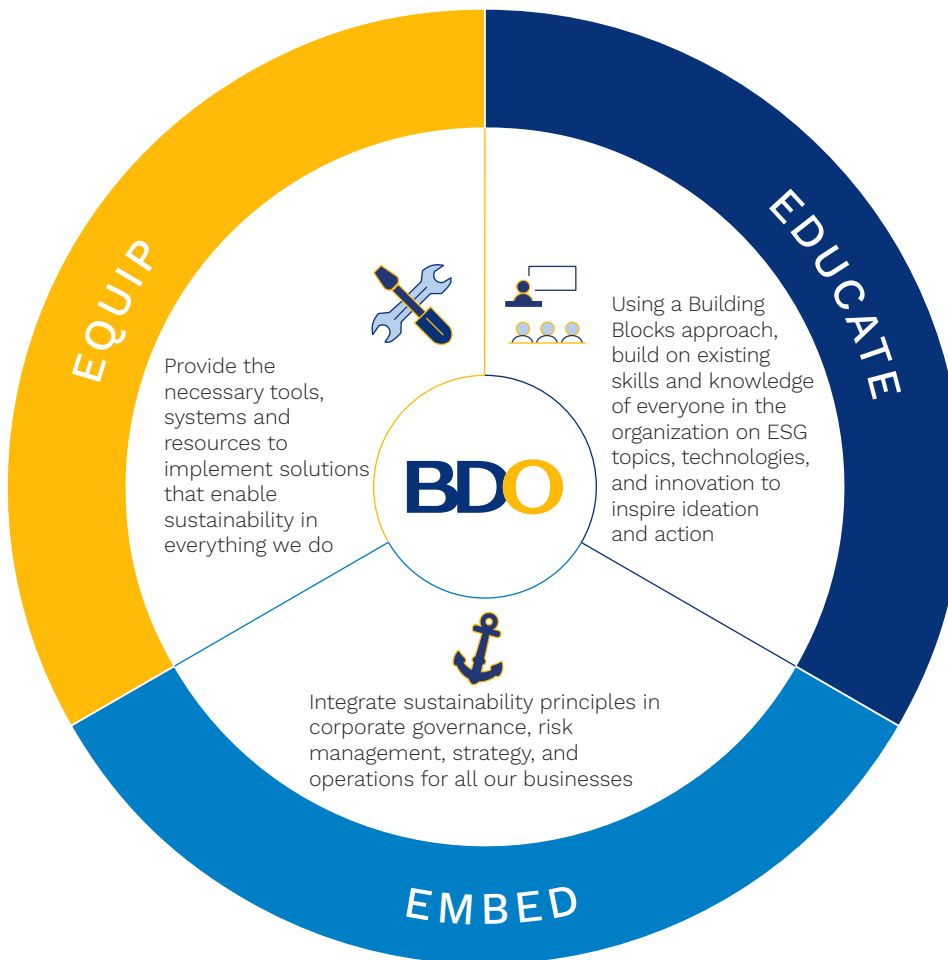 EQUIP
Provide the
necessary tools,
systems and
resources to
implement solutions
that enable
sustainability in
everything we do
EDUCATE
Using a Building
Blocks approach,
build on existing
skills and knowledge
of everyone in the
organization on ESG
topics, technologies,
and innovation to
inspire ideation
and action
BDO
Integrate sustainability principles in
corporate governance, risk
management, strategy, and
operations for all our businesses
EMBED